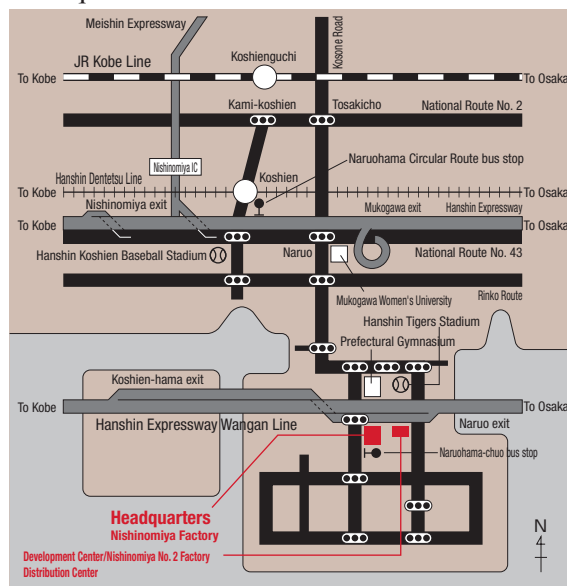 Meishin Expressway
Kosone Road
JR Kobe Line
Koshienguchi
To Kobe
To Osaka
Kami-koshien
Tosakicho
National Route No. 2
Nishinomiya IC
Naruohama Circular Route bus stop
Hanshin Dentetsu Line
To Kobe
Koshien
To Osaka
Nishinomiya exit
Mukogawa exit
Hanshin Expressway
To Kobe
To Osaka
Hanshin Koshien Baseball Stadium
Naruo
National Route No. 43
Mukogawa Women's University
Rinko Route
Hanshin Tigers Stadium
Prefectural Gymnasium
Koshien-hama exit
To Kobe
To Osaka
Hanshin Expressway Wangan Line
Naruo exit
Naruohama-chuo bus stop
Headquarters
Nishinomiya Factory
Development Center/Nishinomiya No. 2 Factory
Distribution Center
N
4